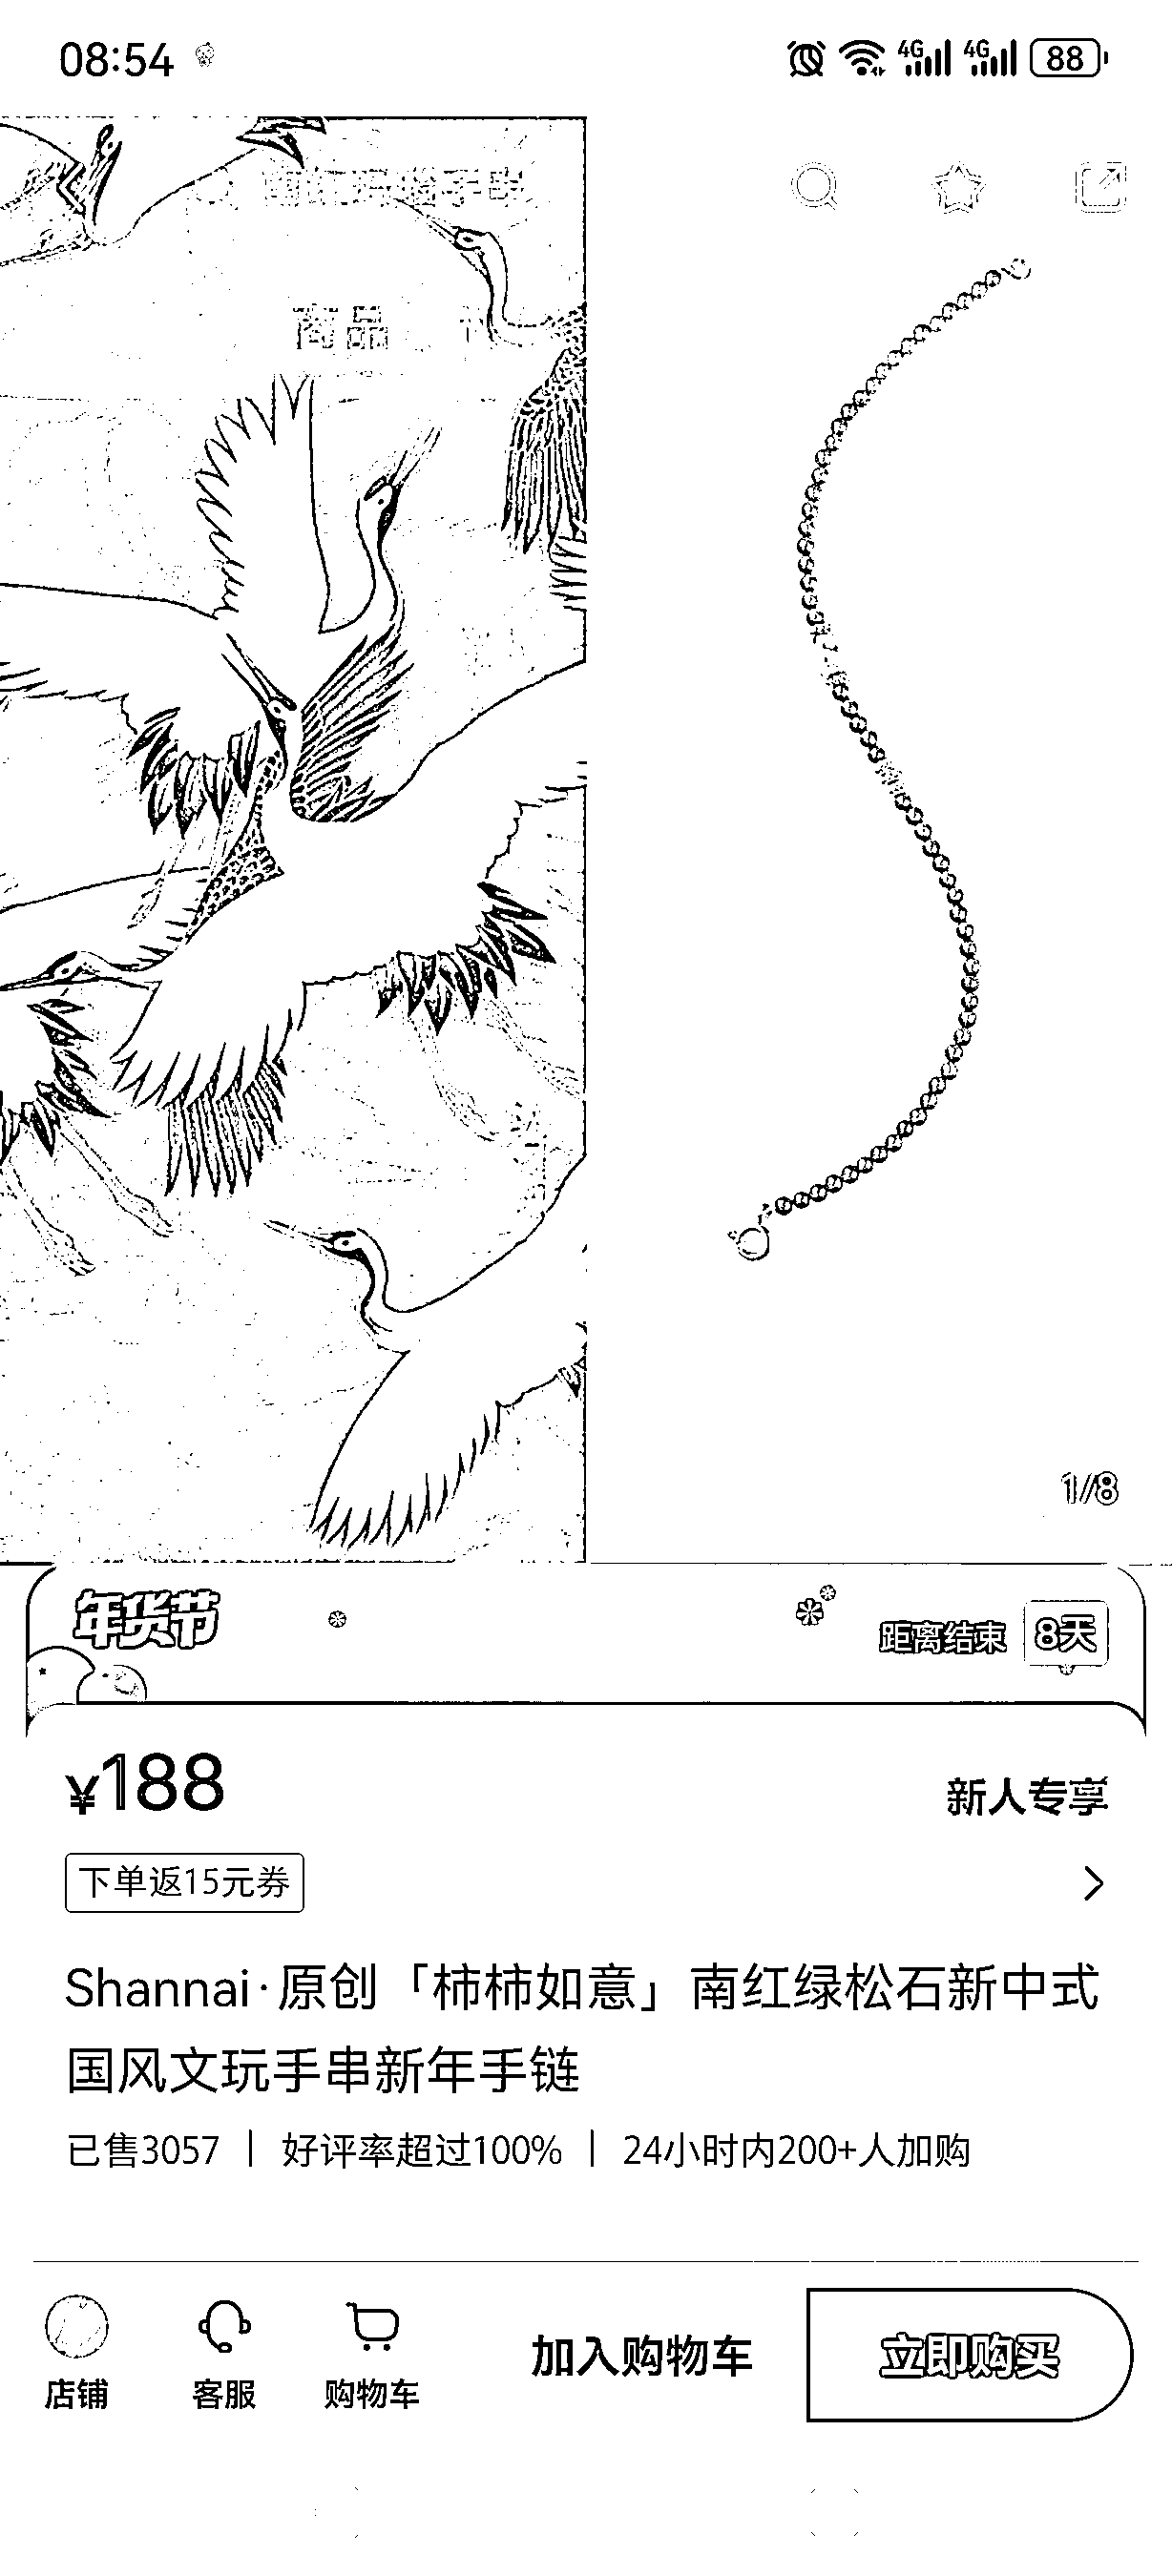 08:54
4G 4G 88
商品
1/8
年货节
距离结束 8天
¥188
新人专享
下单返15元券
Shannai·原创「柿柿如意」南红绿松石新中式
国风文玩手串新年手链
已售3057 | 好评率超过100% | 24小时内200+人加购
店铺 客服 购物车 加入购物车 立即购买